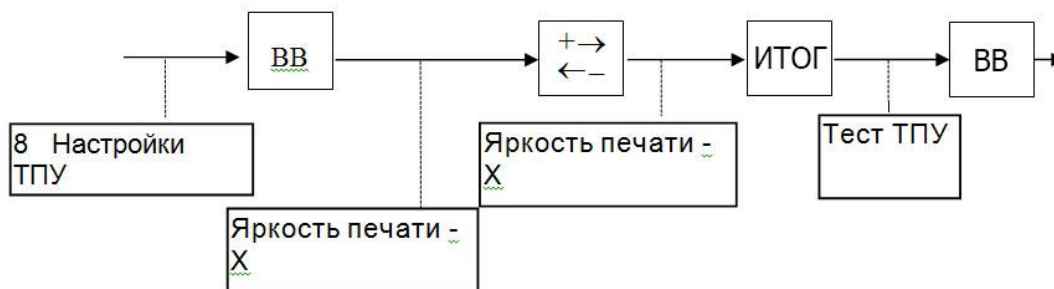 ВВ
+→
←−
ИТОГ
ВВ
8 Настройки
ТПУ
Яркость печати -
Х
Яркость печати -
Х
Тест ТПУ